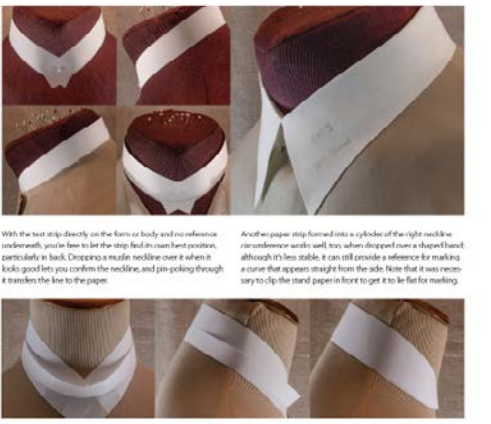 With the test strip directly on the form or body and no reference
underneath, you're free to let the strip find its own best position,
particularly in back. Dropping a muslin neckline over it when it
looks good lets you confirm the neckline, and pin-poking through
it transfers the line to the paper.
Another paper strip formed into a cylinder of the right neckline
circumference works well, too, when dropped over a shaped band;
although it's less stable, it can still provide a reference for marking
a curve that appears straight from the side. Note that it was neces-
sary to clip the stand paper in front to get it to lie flat for marking.